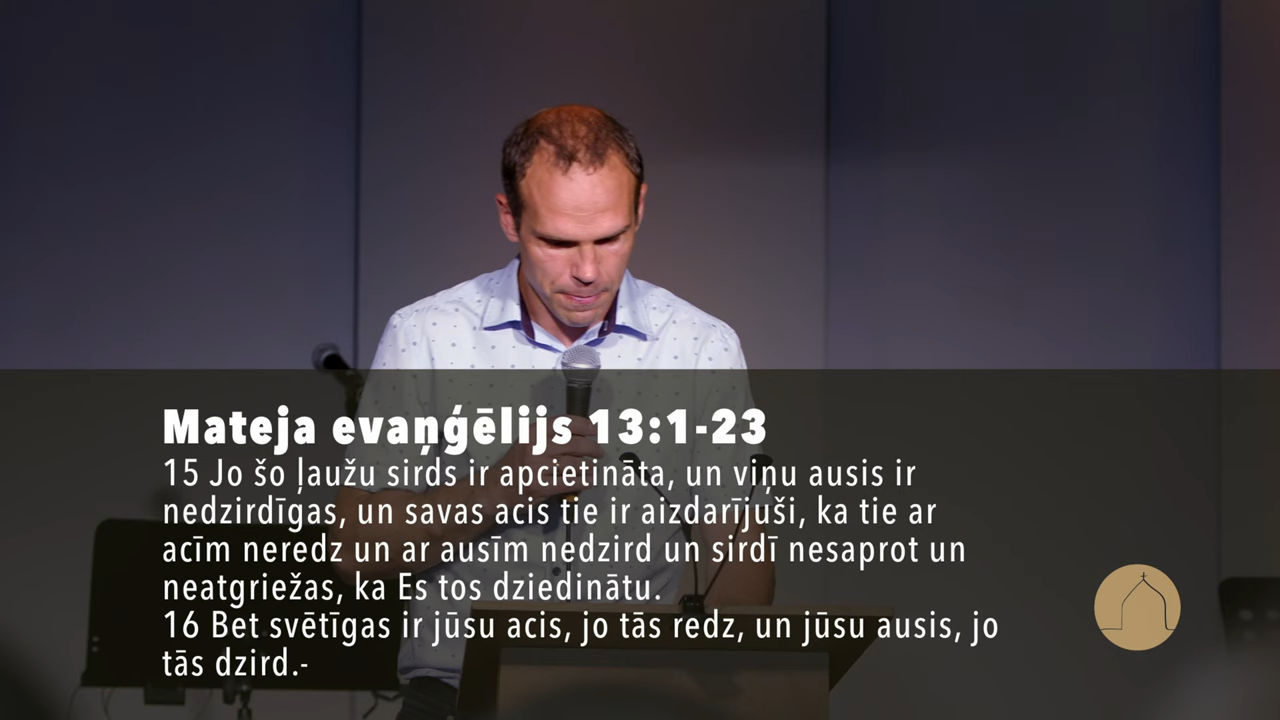 Mateja evaņģēlijs 13:1-23
15 Jo šo ļaužu sirds ir apcietināta, un viņu ausis ir
nedzirdīgas, un savas acis tie ir aizdarījuši, ka tie ar
acīm neredz un ar ausīm nedzird un sirdī nesaprot un
neatgriežas, ka Es tos dziedinātu.
16 Bet svētīgas ir jūsu acis, jo tās redz, un jūsu ausis, jo
tās dzird.-